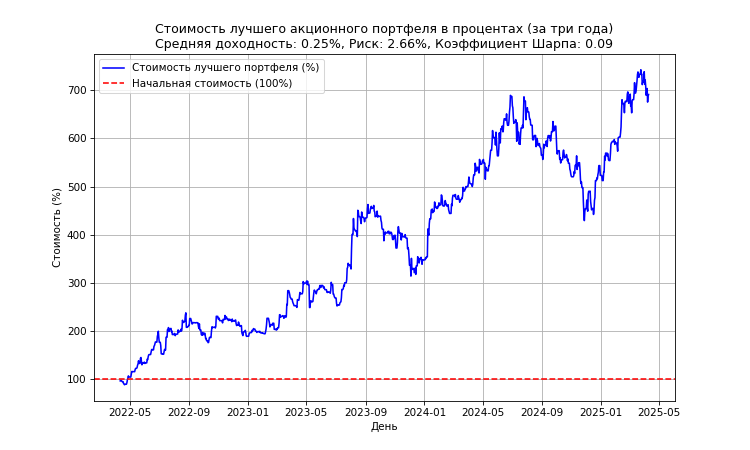 Стоимость лучшего акционного портфеля в процентах (за три года)
Средняя доходность: 0.25%, Риск: 2.66%, Коэффициент Шарпа: 0.09
Стоимость лучшего портфеля (%)
Начальная стоимость (100%)
Стоимость (%)
700
600
500
400
300
200
100
2022-05 2022-09 2023-01 2023-05 2023-09 2024-01 2024-05 2024-09 2025-01 2025-05
День